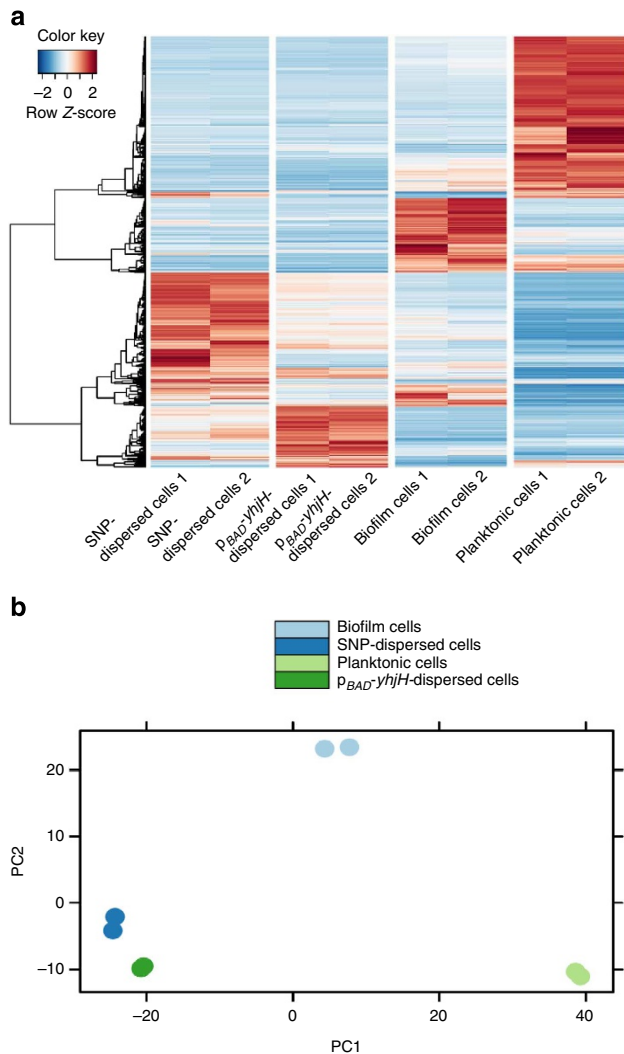 a
Color key
−2 0 2
Row Z-score
SNP-
dispersed cells 1
SNP-
dispersed cells 2
pBAD-yhjH-
dispersed cells 1
pBAD-yhjH-
dispersed cells 2
Biofilm cells 1
Biofilm cells 2
Planktonic cells 1
Planktonic cells 2
b
Biofilm cells
SNP-dispersed cells
Planktonic cells
pBAD-yhjH-dispersed cells
20
10
0
−10
PC2
−20 0 20 40
PC1